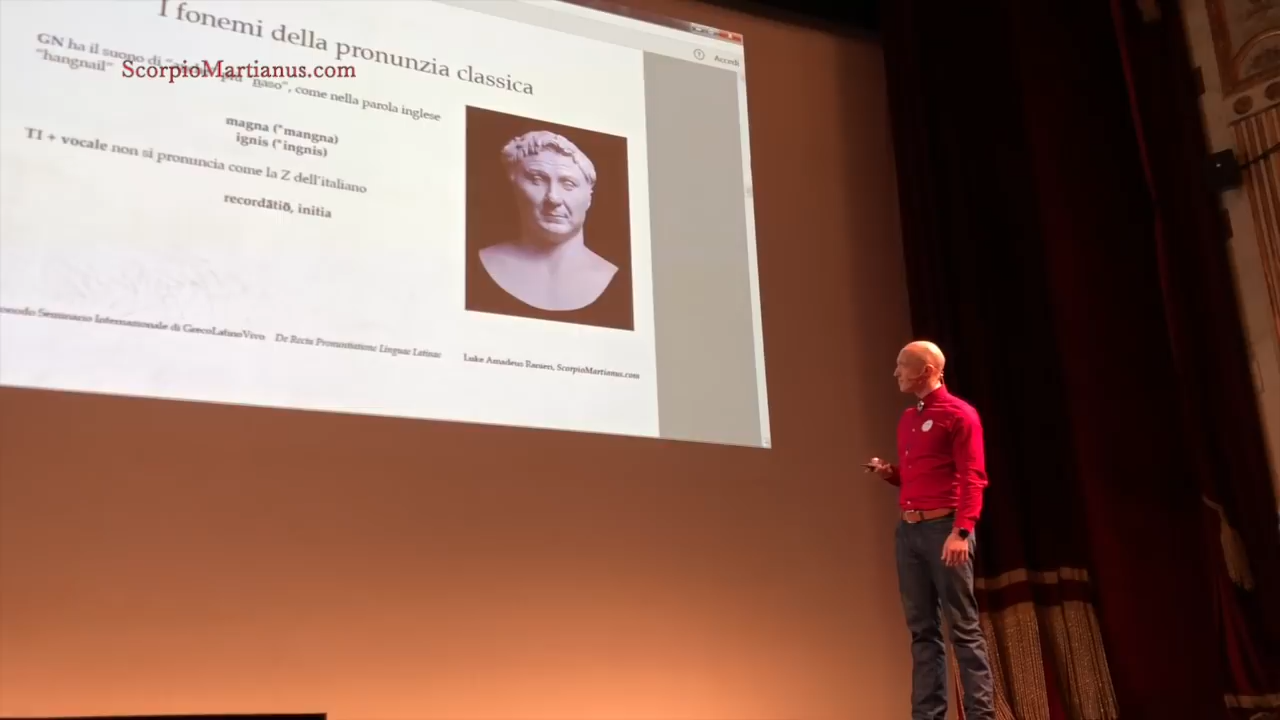 I fonemi della pronunzia classica
Accedi
GN ha il suono di naso", come nella parola inglese
"hangnail"
ScorpioMartianus.com
magna (*mangna)
ignis (*ingnis)
TI + vocale non si pronuncia come la Z dell'italiano
recordātiō, initia
Seminario Internazionale di GrecoLatinoVivo De Recta Pronuntiatione Linguae Latinae
Luke Amadeus Ranieri, ScorpioMartianus.com